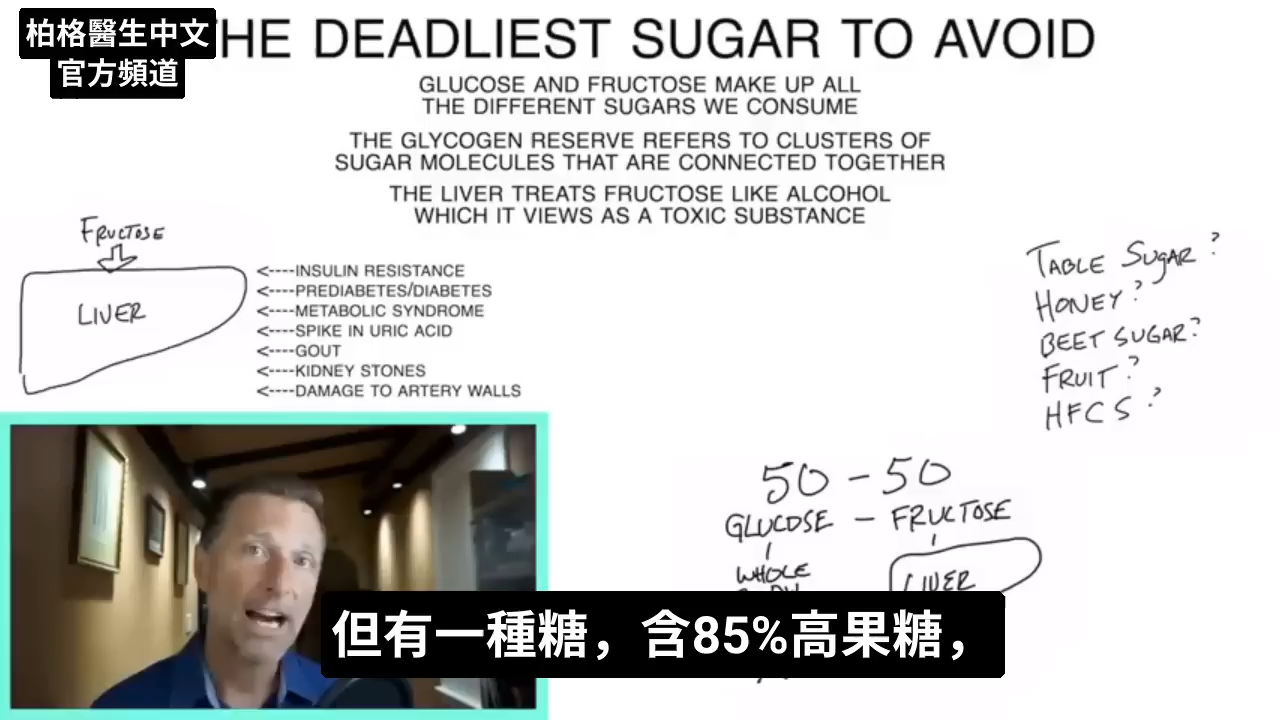 柏格醫生中文
官方頻道
HE DEADLIEST SUGAR TO AVOID
GLUCOSE AND FRUCTOSE MAKE UP ALL
THE DIFFERENT SUGARS WE CONSUME
THE GLYCOGEN RESERVE REFERS TO CLUSTERS OF
SUGAR MOLECULES THAT ARE CONNECTED TOGETHER
THE LIVER TREATS FRUCTOSE LIKE ALCOHOL
WHICH IT VIEWS AS A TOXIC SUBSTANCE
FRUCTOSE
LIVER
<----INSULIN RESISTANCE
<----PREDIABETES/DIABETES
<----METABOLIC SYNDROME
<----SPIKE IN URIC ACID
<----GOUT
<----KIDNEY STONES
<----DAMAGE TO ARTERY WALLS
TABLE SUGAR?
HONEY?
BEET SUGAR?
FRUIT?
HFCS?
50 - 50
GLUCOSE - FRUCTOSE
WHOLE
LIVER
但有一種糖，含85%高果糖，